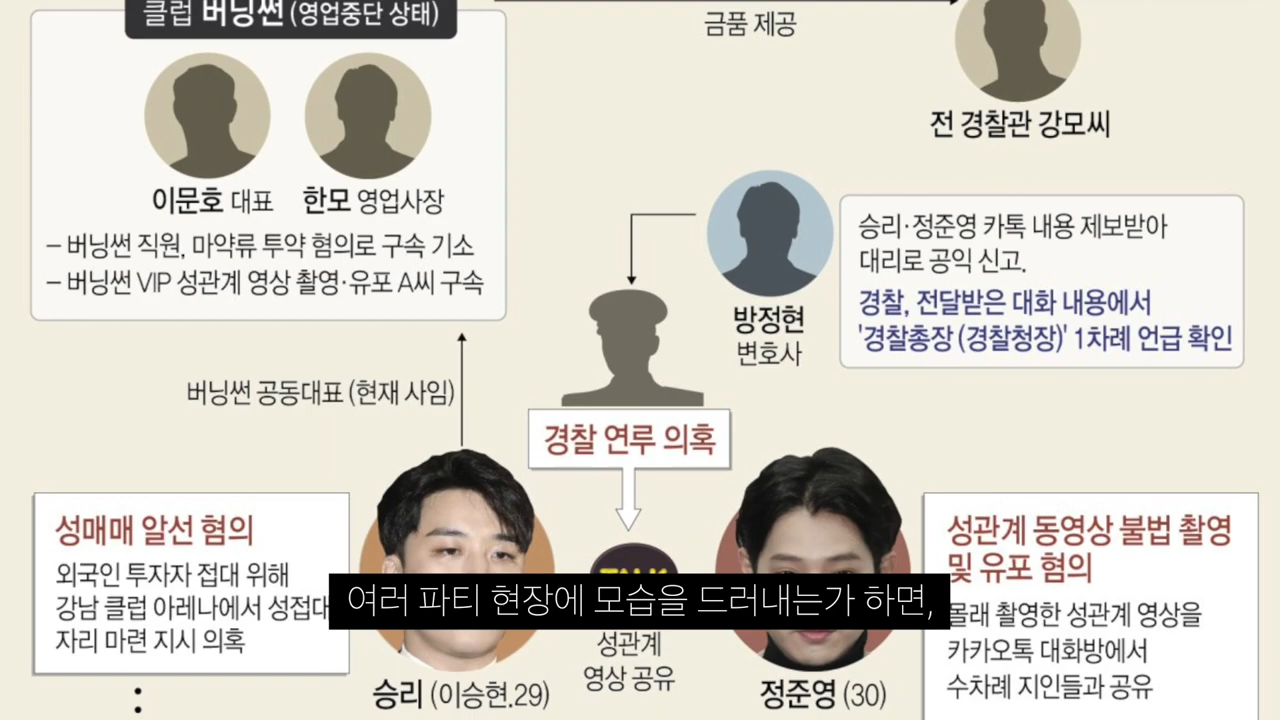 클럽 버닝썬 (영업중단 상태)
금품 제공
전 경찰관 강모씨
이문호 대표
한모 영업사장
– 버닝썬 직원, 마약류 투약 혐의로 구속 기소
– 버닝썬 VIP 성관계 영상 촬영·유포 A씨 구속
방정현
변호사
승리·정준영 카톡 내용 제보받아
대리로 공익 신고.
경찰, 전달받은 대화 내용에서
'경찰총장 (경찰청장)' 1차례 언급 확인
버닝썬 공동대표 (현재 사임)
경찰 연루 의혹
성매매 알선 혐의
외국인 투자자 접대 위해
강남 클럽 아레나에서 성접대
자리 마련 지시 의혹
성관계
영상 공유
승리 (이승현.29)
정준영 (30)
성관계 동영상 불법 촬영
및 유포 혐의
몰래 촬영한 성관계 영상을
카카오톡 대화방에서
수차례 지인들과 공유
여러 파티 현장에 모습을 드러내는가 하면,